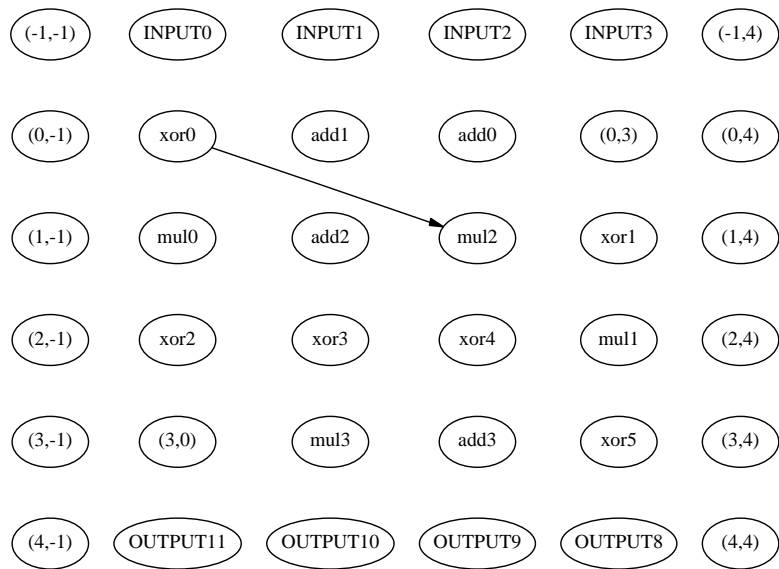 (-1,-1) INPUT0 INPUT1 INPUT2 INPUT3 (-1,4)
(0,-1) xor0 add1 add0 (0,3) (0,4)
(1,-1) mul0 add2 mul2 xor1 (1,4)
(2,-1) xor2 xor3 xor4 mul1 (2,4)
(3,-1) (3,0) mul3 add3 xor5 (3,4)
(4,-1) OUTPUT11 OUTPUT10 OUTPUT9 OUTPUT8 (4,4)